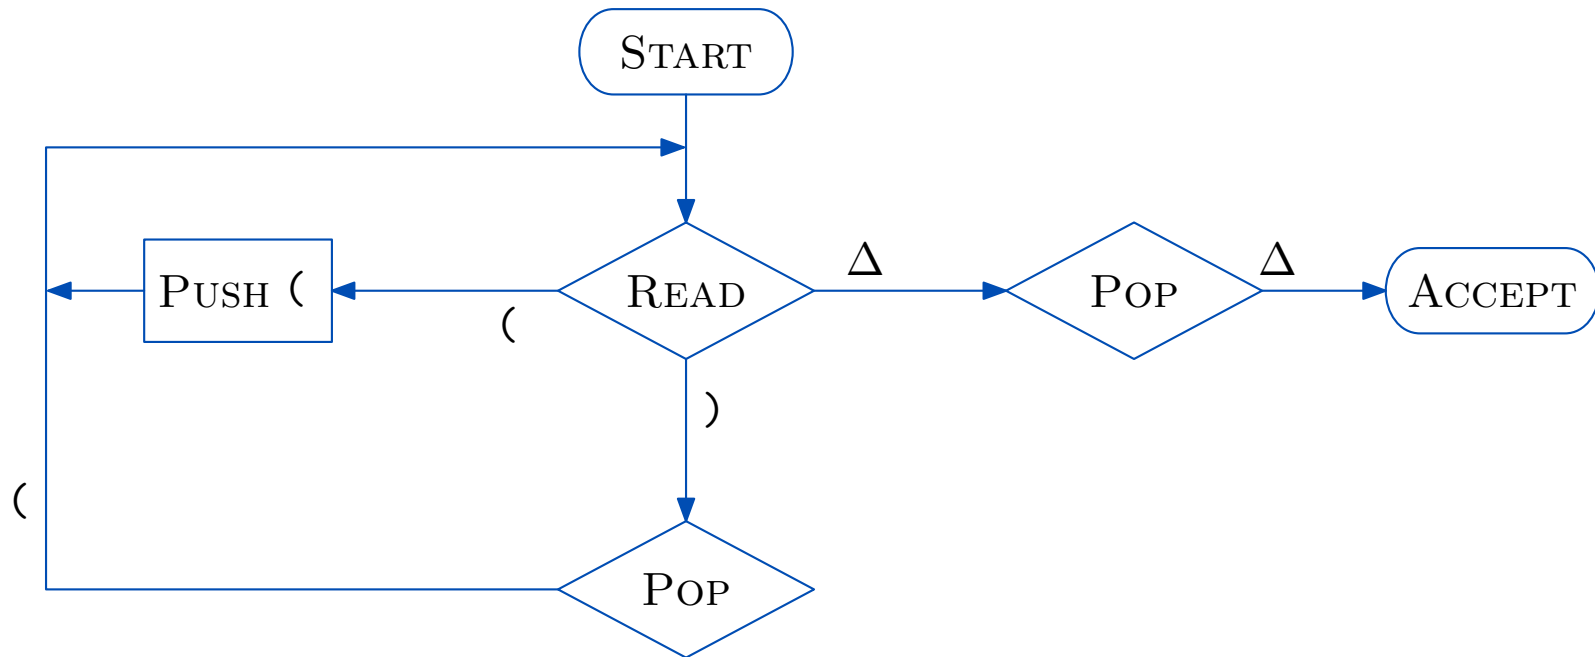 START
Δ
Δ
PUSH (
READ
POP
ACCEPT
(
)
(
POP